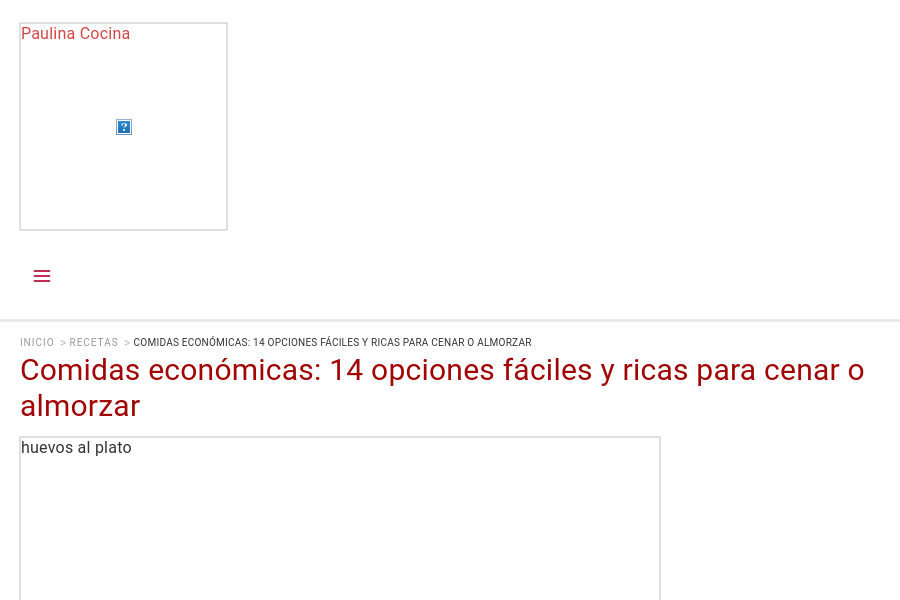 Paulina Cocina
INICIO > RECETAS > COMIDAS ECONÓMICAS: 14 OPCIONES FÁCILES Y RICAS PARA CENAR O ALMORZAR
Comidas económicas: 14 opciones fáciles y ricas para cenar o
almorzar
huevos al plato